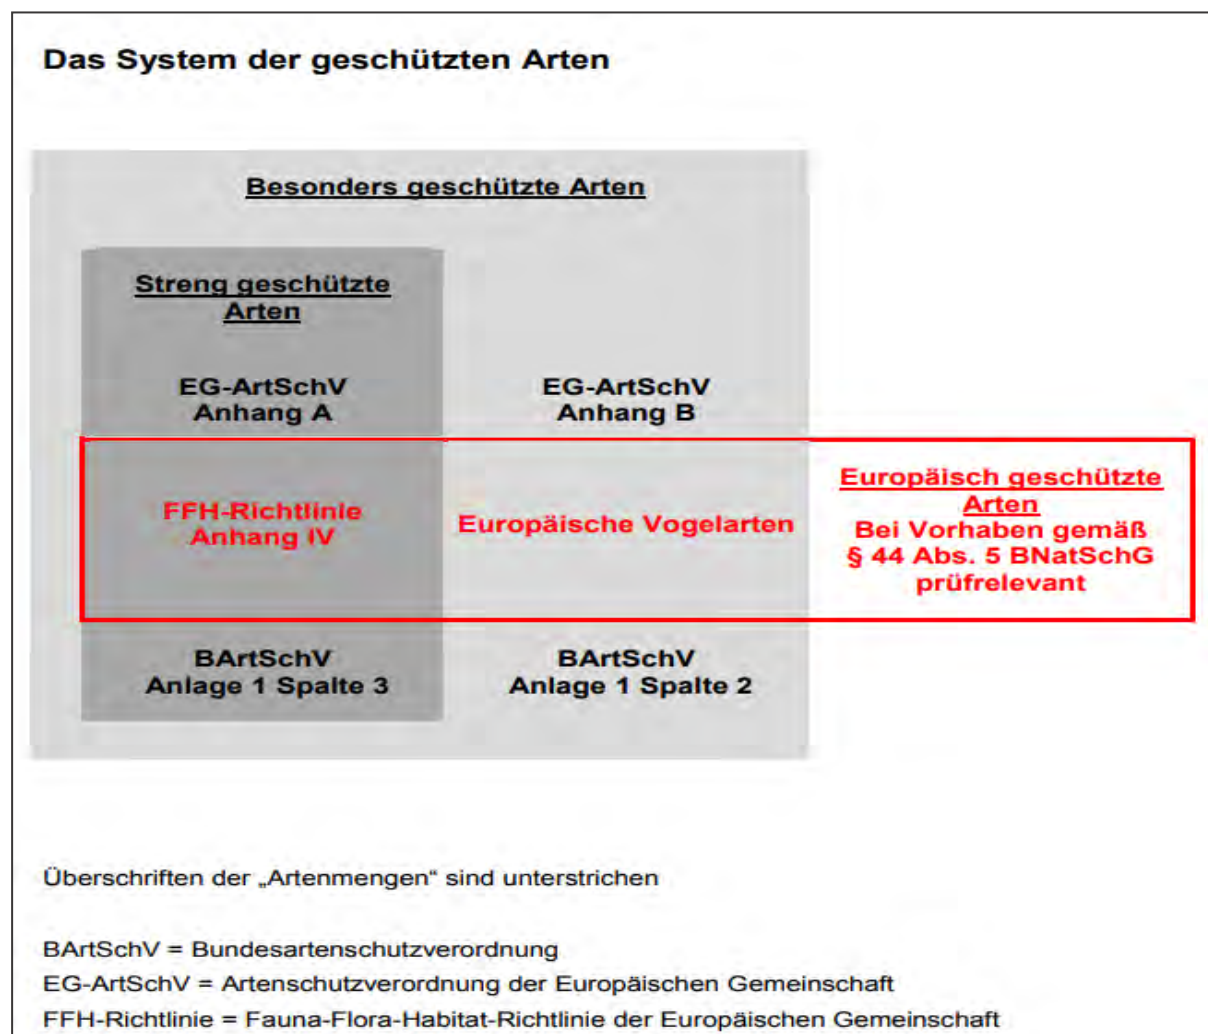 Das System der geschützten Arten
Besonders geschützte Arten
Streng geschützte
Arten
EG-ArtSchV
Anhang A
EG-ArtSchV
Anhang B
FFH-Richtlinie
Anhang IV
Europäische Vogelarten
Europäisch geschützte
Arten
Bei Vorhaben gemäß
§ 44 Abs. 5 BNatSchG
prüfrelevant
BArtSchV
Anlage 1 Spalte 3
BArtSchV
Anlage 1 Spalte 2
Überschriften der „Artenmengen“ sind unterstrichen
BArtSchV = Bundesartenschutzverordnung
EG-ArtSchV = Artenschutzverordnung der Europäischen Gemeinschaft
FFH-Richtlinie = Fauna-Flora-Habitat-Richtlinie der Europäischen Gemeinschaft